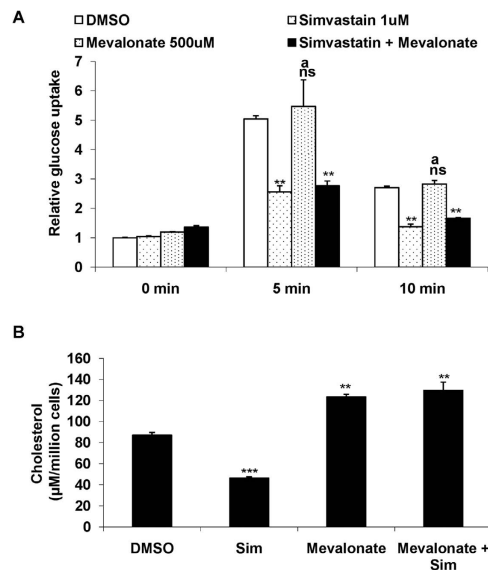 A
DMSO
Simvastain 1uM
Mevalonate 500uM
Simvastatin + Mevalonate
Relative glucose uptake
7
6
5
4
3
2
1
0
**
a
ns
**
**
a
ns
**
0 min
5 min
10 min
B
Cholesterol
(µM/million cells)
160
140
120
100
80
60
40
20
0
***
**
**
DMSO
Sim
Mevalonate
Mevalonate +
Sim